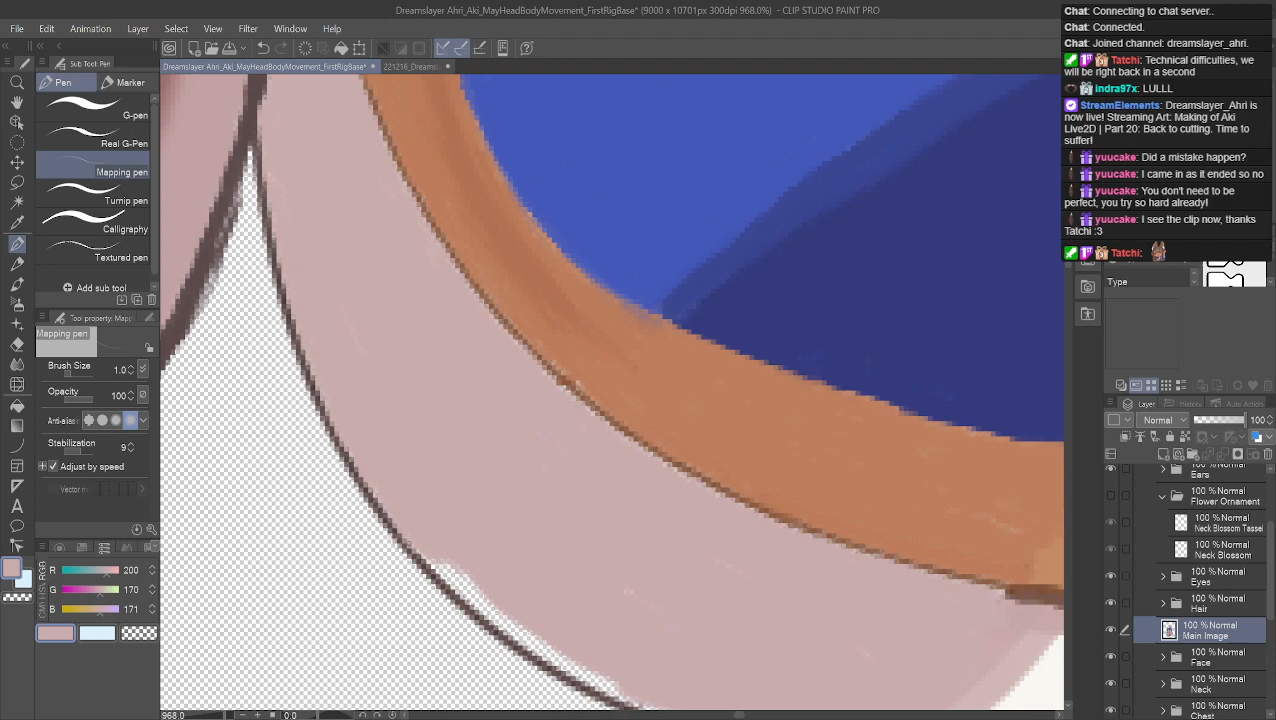 Dreamslayer Ahri_Aki_MayHeadBodyMovement_FirstRigBase* (9000 x 10701px 300dpi 968.0%) - CLIP STUDIO PAINT PRO
File
Edit
Animation
Layer
Select
View
Filter
Window
Help
Sub Tool Pen
Dreamslayer Ahri_Aki_MayHeadBodyMovement_FirstRigBase*
221216_Dreams
Pen
Marker
G-pen
Real G-Pen
Mapping pen
Turnip pen
Calligraphy
Textured pen
Add sub tool
Tool property: Mapp
Mapping pen
Brush Size
1.0
Opacity
100
Anti-alias
Stabilization
9
Adjust by speed
Vector m
R
200
G
170
B
171
968.0
0.0
Chat: Connecting to chat server..
Chat: Connected.
Chat: Joined channel: dreamslayer_ahri.
Tatchi: Technical difficulties, we
will be right back in a second
indra97x: LULLL
StreamElements: Dreamslayer_Ahri is
now live! Streaming Art: Making of Aki
Live2D | Part 20: Back to cutting. Time to
suffer!
yuucake: Did a mistake happen?
yuucake: I came in as it ended so no
yuucake: You don't need to be
perfect, you try so hard already!
yuucake: I see the clip now, thanks
Tatchi :3
Tatchi:
Type
Layer
History
Auto Action
Normal
100
100 % Normal
Ears
100 % Normal
Flower Ornament
100 % Normal
Neck Blossom Tassel
100 % Normal
Neck Blossom
100 % Normal
Eyes
100 % Normal
Hair
100 % Normal
Main Image
100 % Normal
Face
100 % Normal
Neck
100 % Normal
Chest